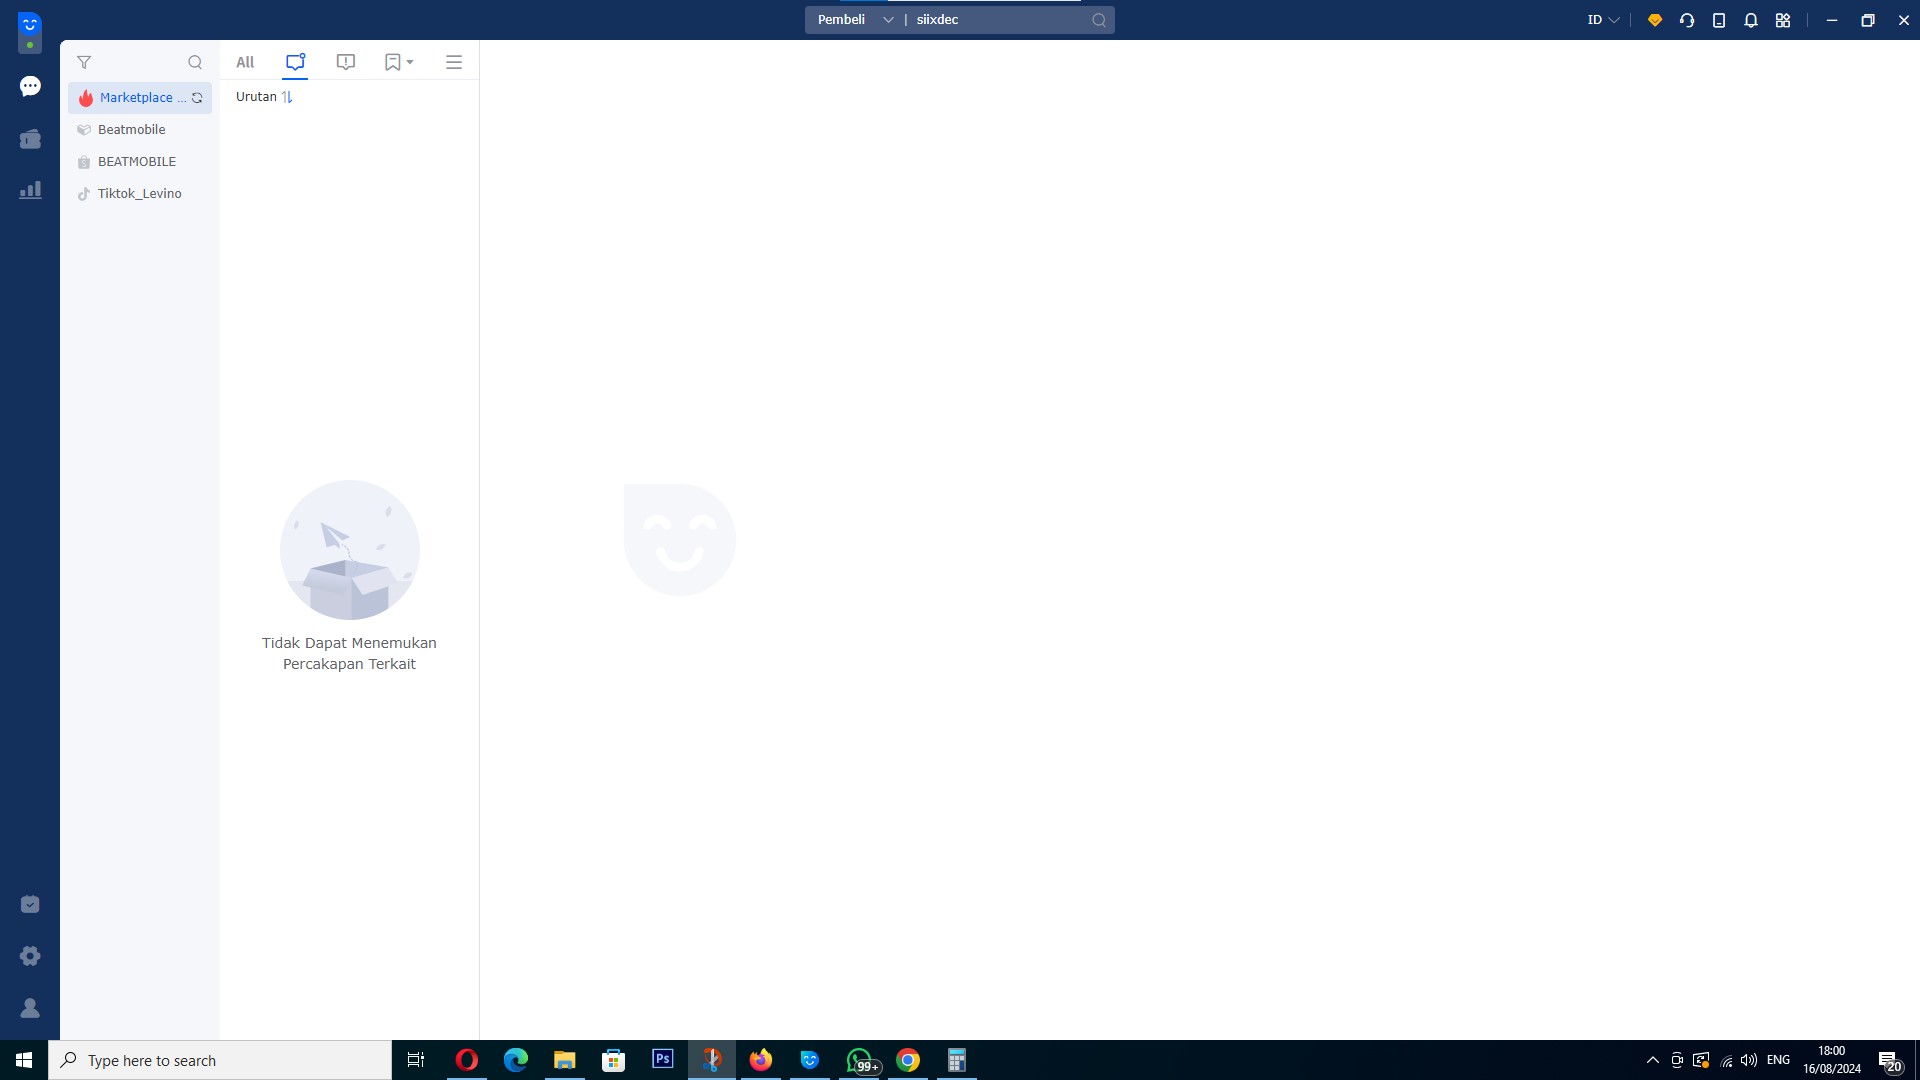 Pembeli | siixdec
ID
All
Marketplace ...
Urutan
Beatmobile
BEATMOBILE
Tiktok_Levino
Tidak Dapat Menemukan
Percakapan Terkait
Type here to search
Ps
99+
ENG
18:00
16/08/2024
20